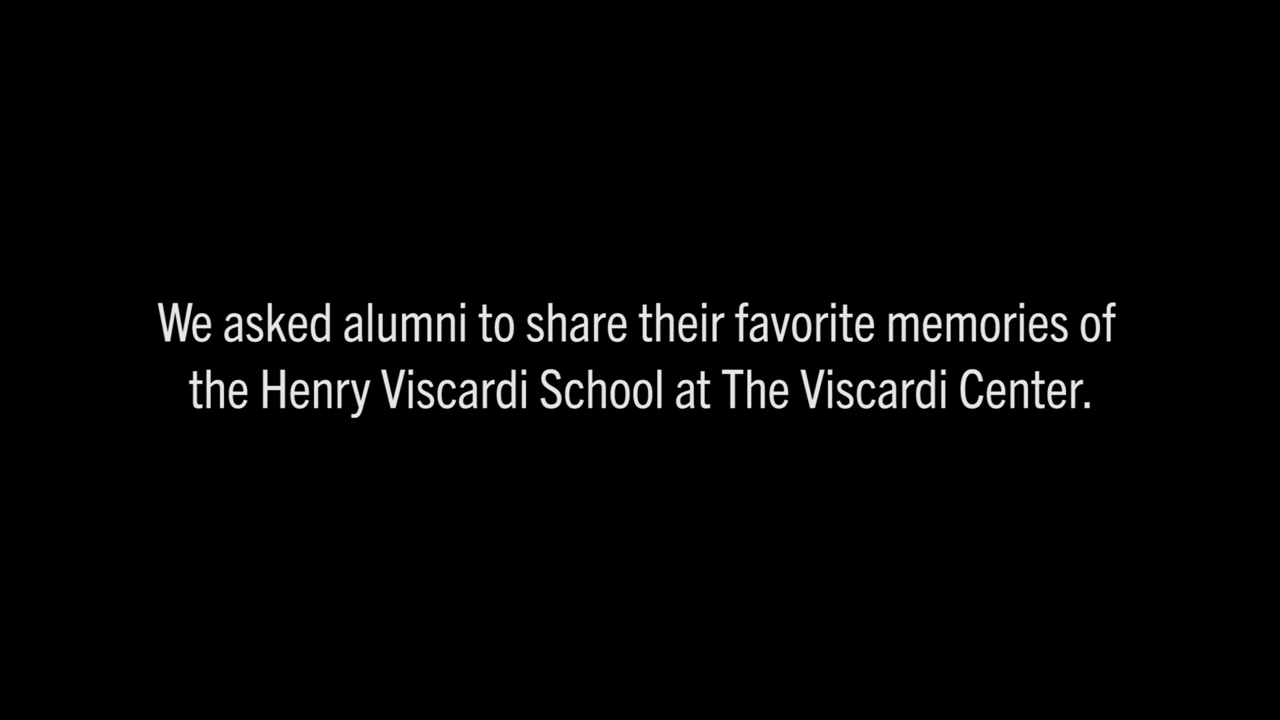 We asked alumni to share their favorite memories of
the Henry Viscardi School at The Viscardi Center.